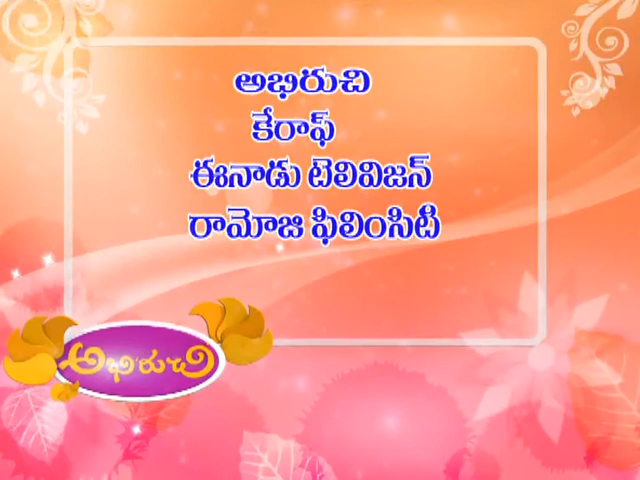 అభిరుచి
కేరాఫ్
ఈనాడు టెలివిజన్
రామోజి ఫిలింసిటి
అభిరుచి